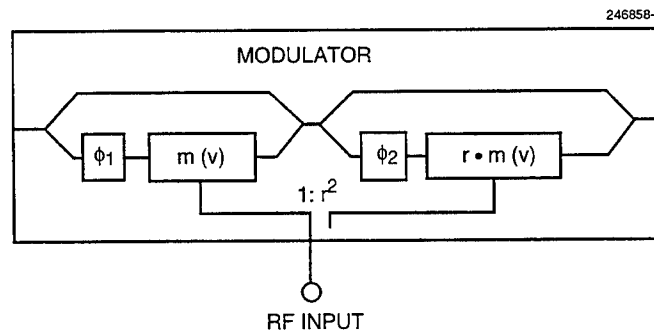 246858-
MODULATOR
ϕ1
m (v)
ϕ2
r • m (v)
1: r²
RF INPUT